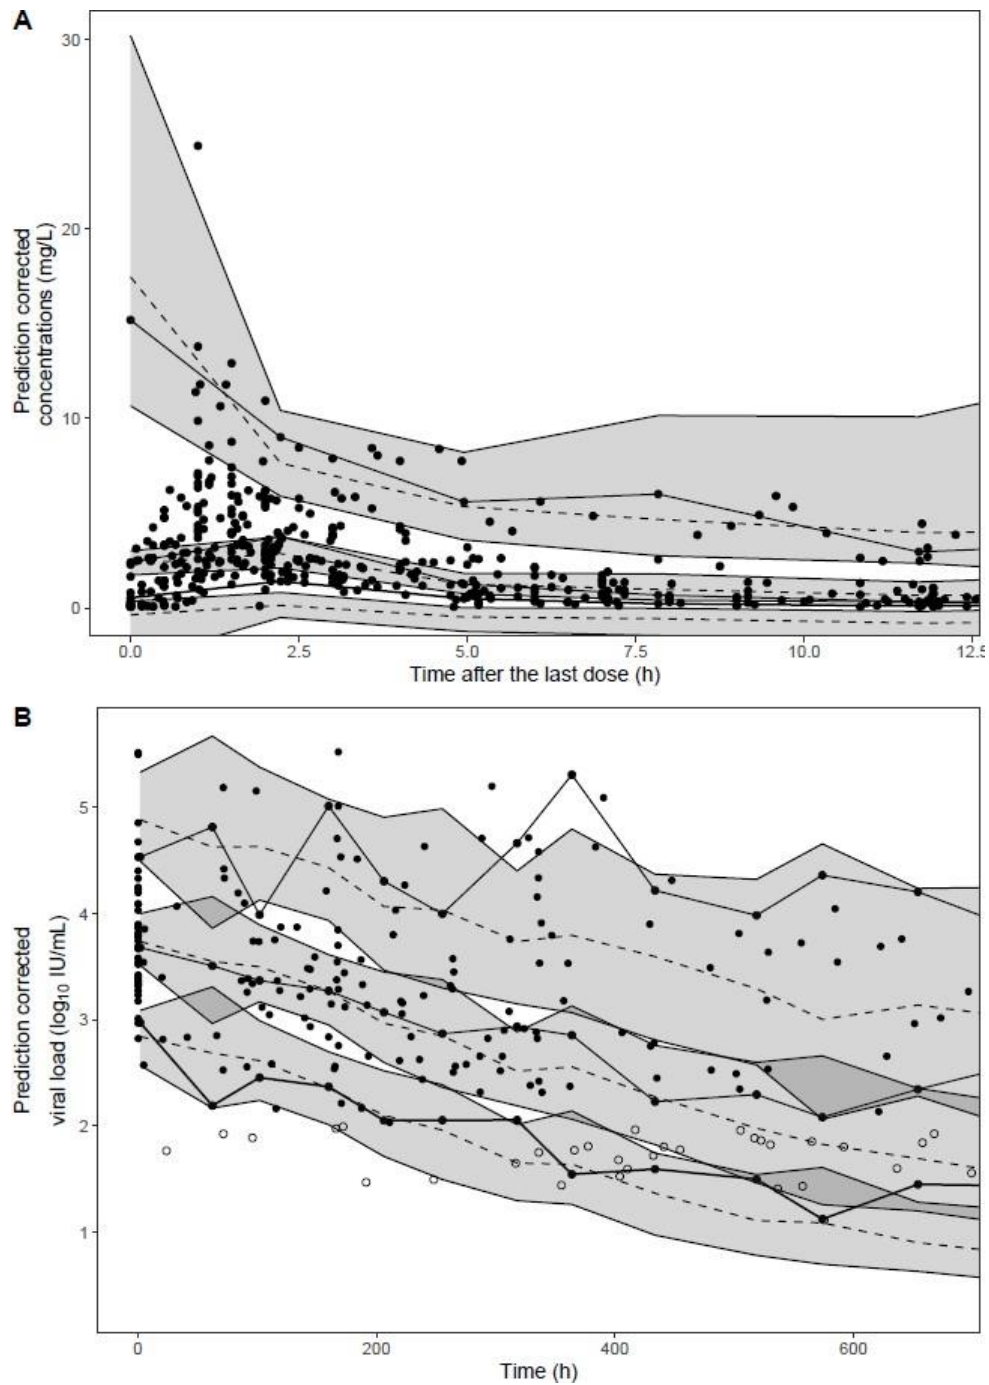 A
30
20
10
0
Prediction corrected
concentrations (mg/L)
0.0 2.5 5.0 7.5 10.0 12.5
Time after the last dose (h)
B
5
4
3
2
1
Prediction corrected
viral load (log₁₀ IU/mL)
0 200 400 600
Time (h)